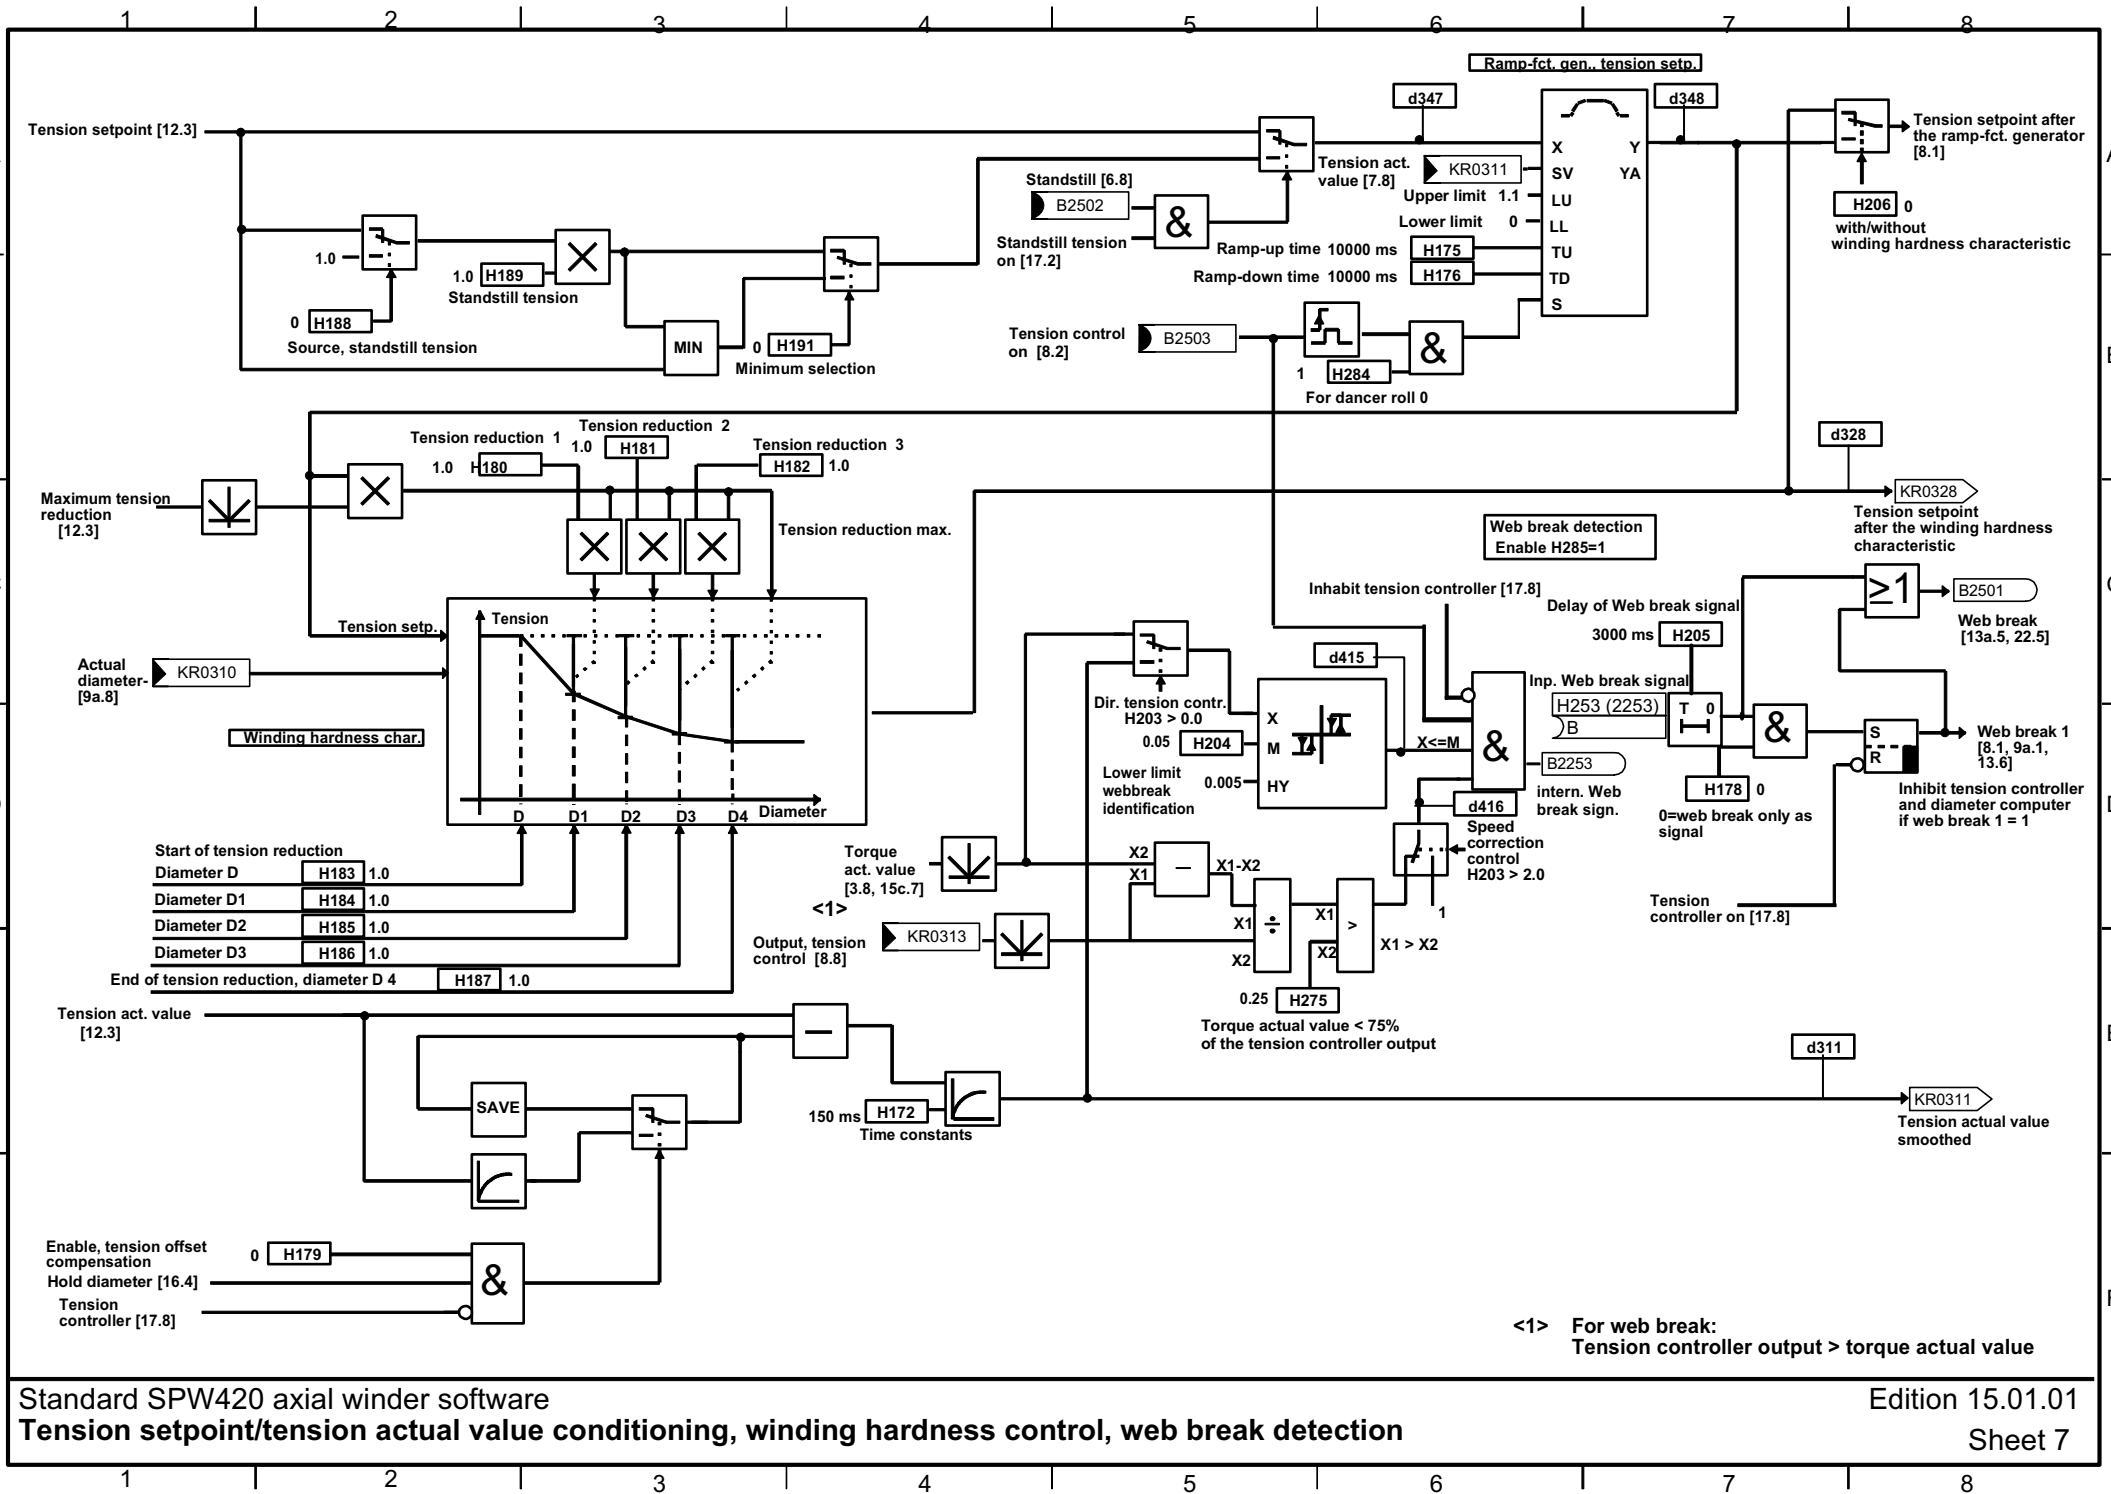 1 2 3 4 5 6 7 8
Ramp-fct. gen.. tension setp.
d347
d348
Tension setpoint [12.3]
Tension setpoint after
the ramp-fct. generator
[8.1]
X Y
Tension act.
value [7.8]
KR0311
SV YA
Standstill [6.8]
B2502
&
Upper limit 1.1
LU
H206 0
with/without
winding hardness characteristic
Lower limit 0
LL
Standstill tension
on [17.2]
Ramp-up time 10000 ms
H175
TU
Ramp-down time 10000 ms
H176
TD
S
1.0
1.0 H189
Standstill tension
0 H188
Source, standstill tension
MIN
0 H191
Minimum selection
Tension control
on [8.2]
B2503
&
1 H284
For dancer roll 0
A
B
Tension reduction 1
1.0 H180
Tension reduction 2
1.0 H181
Tension reduction 3
H182 1.0
d328
Maximum tension
reduction
[12.3]
Tension reduction max.
KR0328
Tension setpoint
after the winding hardness
characteristic
Web break detection
Enable H285=1
Inhabit tension controller [17.8]
Delay of Web break signal
3000 ms H205
≥1
B2501
Web break
[13a.5, 22.5]
C
Tension setp.
Tension
Actual
diameter-
[9a.8]
KR0310
Winding hardness char.
Diameter
D D1 D2 D3 D4
d415
Dir. tension contr.
H203 > 0.0
X
0.05 H204
M
Lower limit
webbreak
identification
0.005
HY
X<=M
&
Inp. Web break signal
H253 (2253)
B
T 0
&
S
R
Web break 1
[8.1, 9a.1,
13.6]
B2253
intern. Web
break sign.
H178 0
0=web break only as
signal
Inhibit tension controller
and diameter computer
if web break 1 = 1
D
d416
Speed
correction
control
H203 > 2.0
1
Start of tension reduction
Diameter D H183 1.0
Diameter D1 H184 1.0
Diameter D2 H185 1.0
Diameter D3 H186 1.0
End of tension reduction, diameter D 4 H187 1.0
Torque
act. value
[3.8, 15c.7]
<1>
X2
X1
X1-X2
X1
÷
X2
X1
>
X2
X1 > X2
Output, tension
control [8.8]
KR0313
0.25 H275
Torque actual value < 75%
of the tension controller output
Tension
controller on [17.8]
Tension act. value
[12.3]
E
d311
SAVE
150 ms H172
Time constants
KR0311
Tension actual value
smoothed
Enable, tension offset
compensation
0 H179
Hold diameter [16.4]
&
Tension
controller [17.8]
F
<1> For web break:
Tension controller output > torque actual value
Standard SPW420 axial winder software
Edition 15.01.01
Tension setpoint/tension actual value conditioning, winding hardness control, web break detection
Sheet 7
1 2 3 4 5 6 7 8